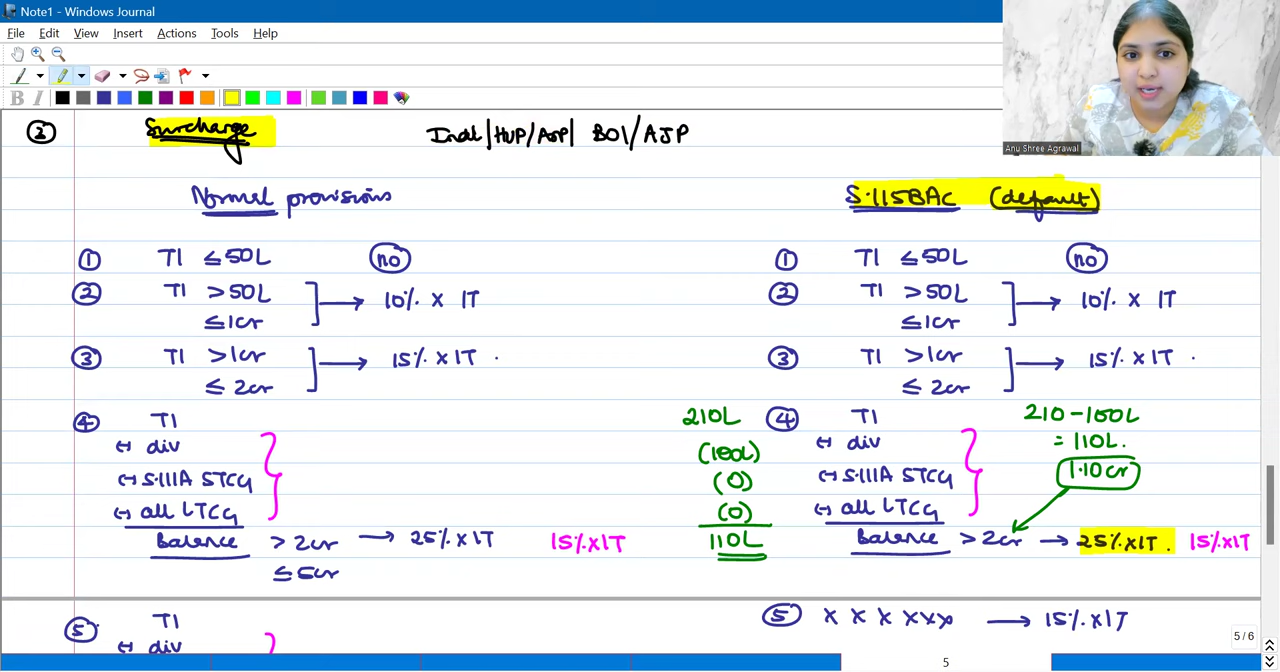 Note1 - Windows Journal
File Edit View Insert Actions Tools Help
B I
Anu Shree Agrawal
② Surcharge Indl|HUF/AOP| BOI/AJP
Normal provisions
① TI ≤50L no
② TI >50L
≤1cr → 10% X IT
③ TI >1cr
≤ 2cr → 15% X IT
④ TI
(-) div
(-) S.111A STCG
(-) all LTCG
Balance > 2cr → 25% X IT 15% X IT
≤ 5cr
⑤ TI
(-) div
S.115BAC (default)
① TI ≤50L no
② TI >50L
≤1cr → 10% X IT
③ TI >1cr
≤ 2cr → 15% X IT
210L ④ TI 210 - 100L
(100L) (-) div = 110L.
(0) (-) S.111A STCG 1.10cr
(0) (-) all LTCG
110L Balance > 2cr → 25% X IT. 15% X IT
⑤ X X X X X X X → 15% X IT
5/6
5